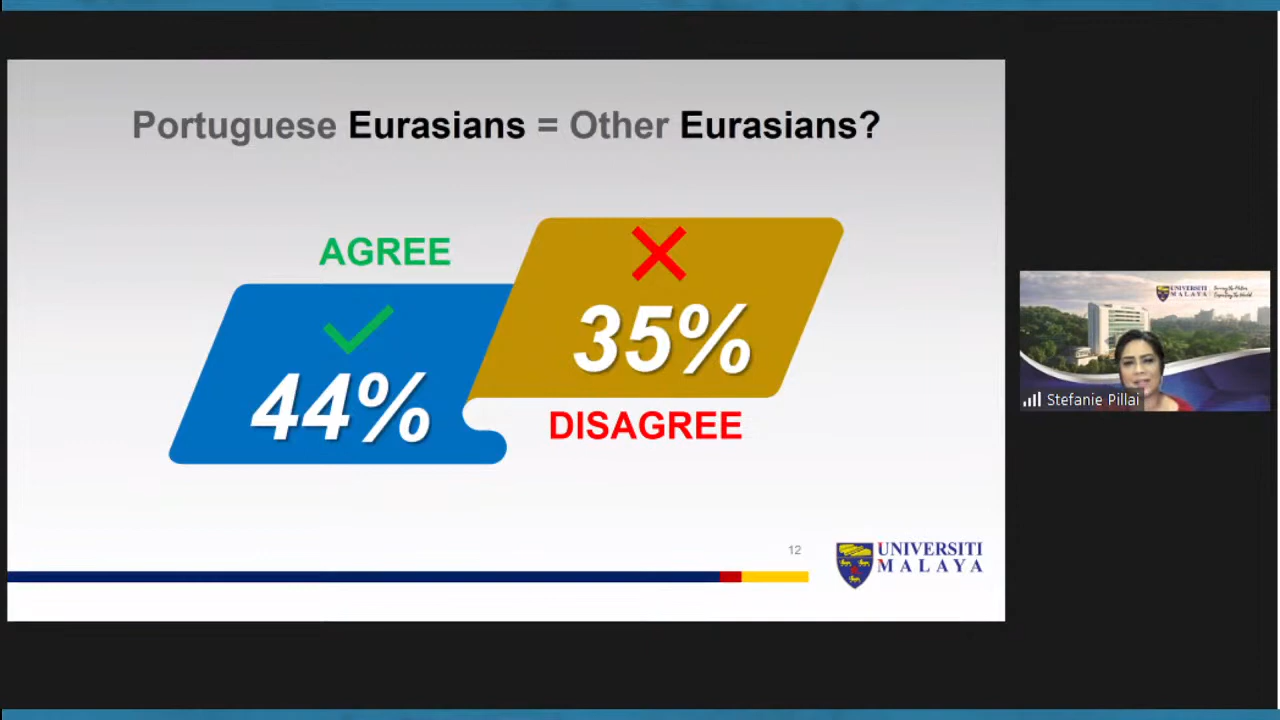 Portuguese Eurasians = Other Eurasians?
AGREE
44%
35%
DISAGREE
12
UNIVERSITI
MALAYA
UNIVERSITI
MALAYA
Stefanie Pillai